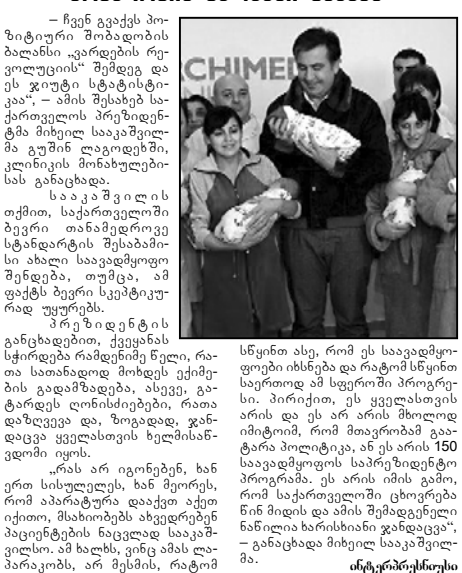 – ჩვენ გვაქვს პო-
ზიტიური შობადობის
ბალანსი „ვარდების რე-
ვოლუციის“ შემდეგ და
ეს ჯიუტი სტატისტი-
კაა“, – ამის შესახებ სა-
ქართველოს პრეზიდენ-
ტმა მიხეილ სააკაშვილ-
მა გუშინ ლაგოდეხში,
კლინიკის მონახულები-
სას განაცხადა.
სააკაშვილის
თქმით, საქართველოში
ბევრი თანამედროვე
სტანდარტის შესაბამი-
სი ახალი საავადმყოფო
შენდება, თუმცა, ამ
ფაქტს ბევრი სკეპტიკუ-
რად უყურებს.
პრეზიდენტის
განცხადებით, ქვეყანას
სჭირდება რამდენიმე წელი, რა-
თა სათანადოდ მოხდეს ექიმე-
ბის გადამზადება, ასევე, გა-
ტარდეს ღონისძიებები, რათა
დაზღვევა და, ზოგადად, ჯან-
დაცვა ყველასთვის ხელმისაწ-
ვდომი იყოს.
„რას არ იგონებენ, ხან
ერთ სისულელეს, ხან მეორეს,
რომ აპარატურა დააქვთ აქეთ
იქითო, მსახიობებს ახვედრებენ
პაციენტების ნაცვლად სააკაშ-
ვილსო. ამ ხალხს, ვინც ამას ლა-
პარაკობს, არ მესმის, რატომ
სწყინთ ასე, რომ ეს საავადმყო-
ფოები იხსნება და რატომ სწყინთ
საერთოდ ამ სფეროში პროგრე-
სი. პირიქით, ეს ყველასთვის
არის და ეს არ არის მხოლოდ
იმიტომ, რომ მთავრობამ გაა-
ტარა პოლიტიკა, ან ეს არის 150
საავადმყოფოს საპრეზიდენტო
პროგრამა. ეს არის იმის გამო,
რომ საქართველოში ცხოვრება
წინ მიდის და ამის შემადგენელი
ნაწილია ხარისხიანი ჯანდაცვა“,
– განაცხადა მიხეილ სააკაშვილ-
მა.
ინტერპრესნიუსი
CHIMED